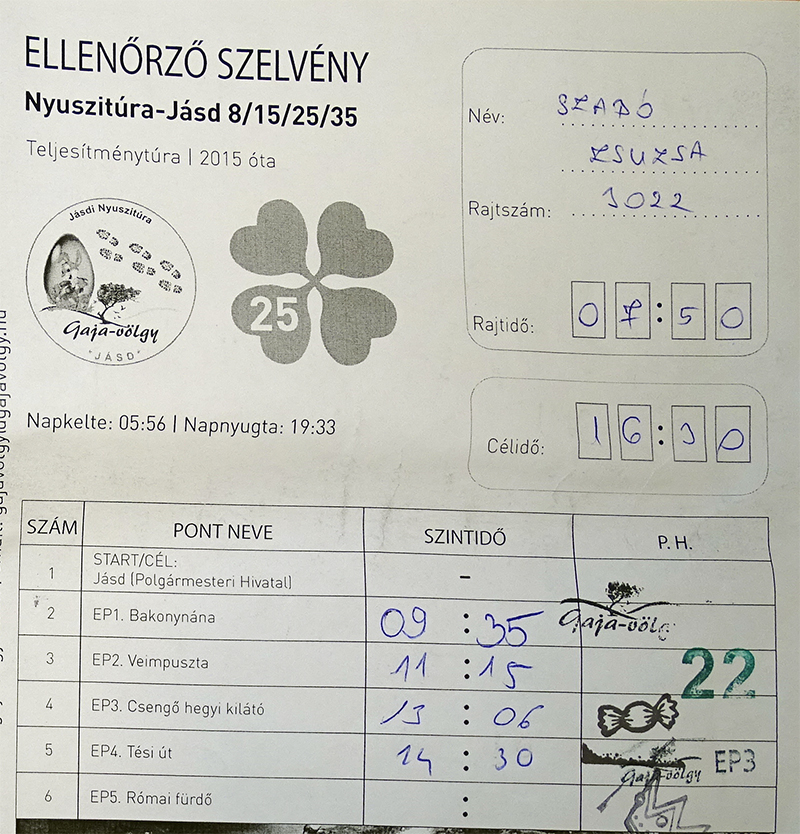 ELLENŐRZŐ SZELVÉNY
Nyuszitúra-Jásd 8/15/25/35
Teljesítménytúra | 2015 óta
Jásdi Nyuszitúra
Gaja-völgy
"JÁSD"
25
Napkelte: 05:56 | Napnyugta: 19:33
Név: SZABÓ
ZSUZSA
Rajtszám: 3022
Rajtidő: 07:50
Célidő: 16:30
SZÁM PONT NEVE SZINTIDŐ P. H.
1 START/CÉL:
Jásd (Polgármesteri Hivatal) -
2 EP1. Bakonynána 09:35 Gaja-völg
3 EP2. Veimpuszta 11:15 22
4 EP3. Csengő hegyi kilátó 13:06
5 EP4. Tési út 14:30 Gaja-völgy EP3
6 EP5. Római fürdő :